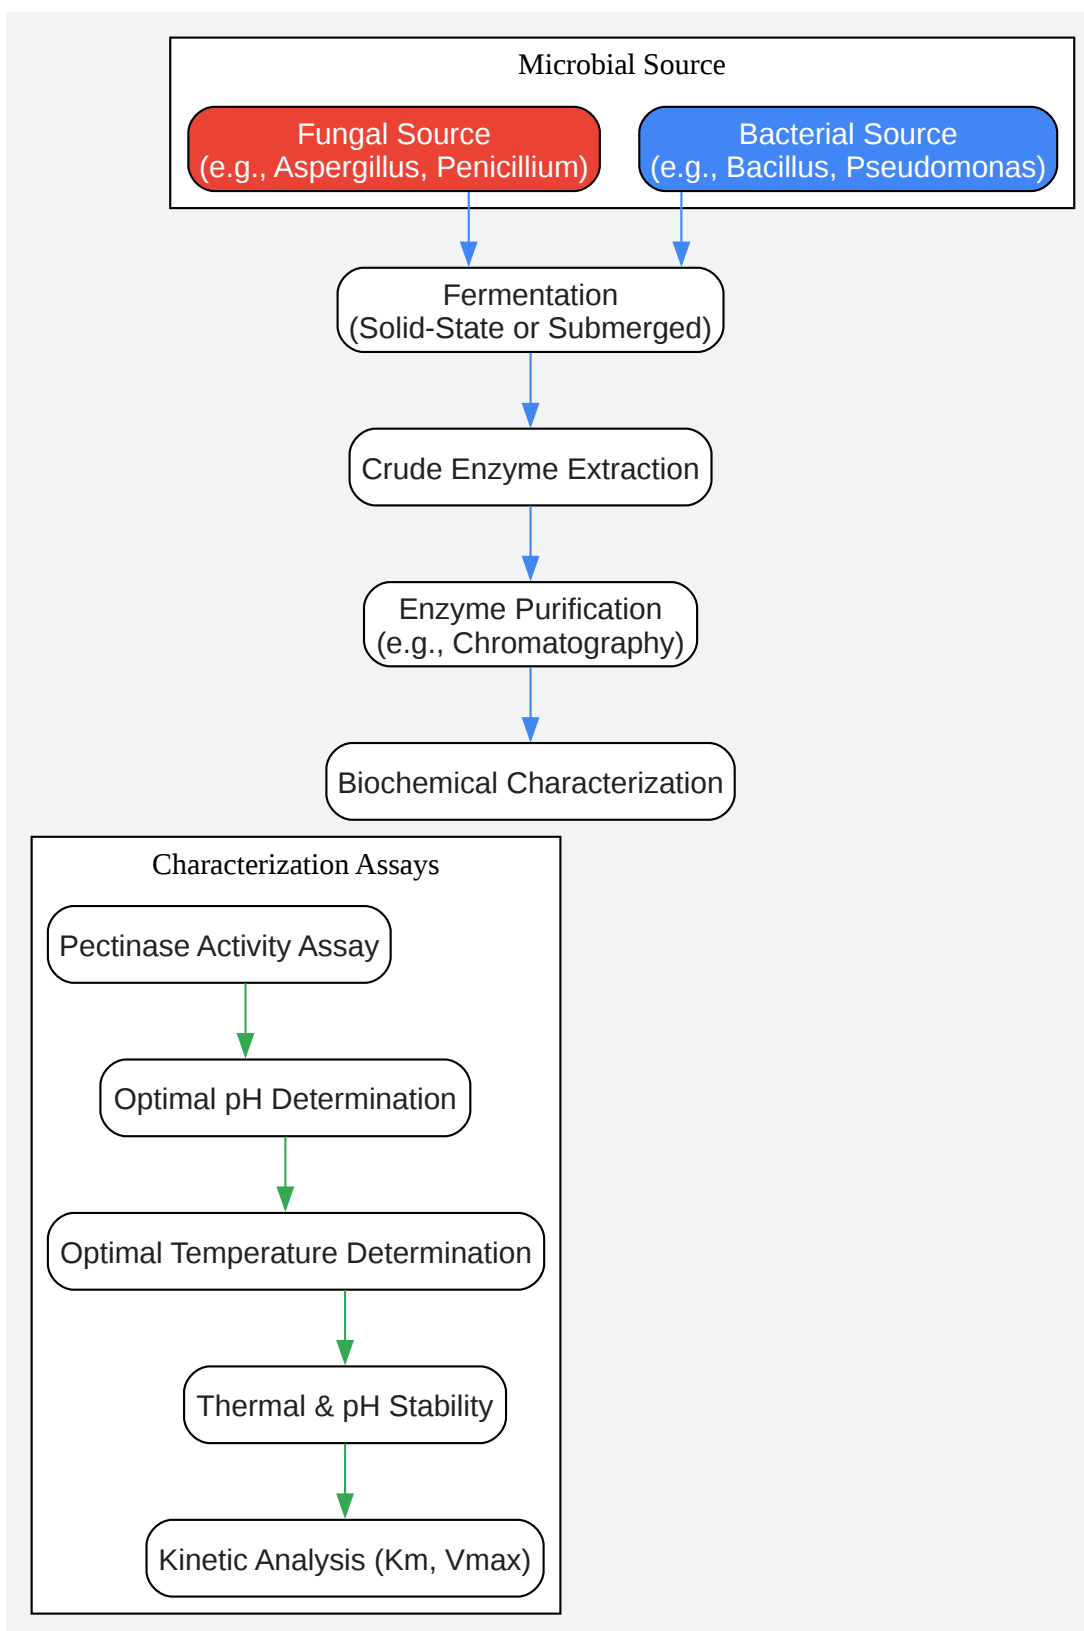 Microbial Source
Fungal Source
(e.g., Aspergillus, Penicillium)
Bacterial Source
(e.g., Bacillus, Pseudomonas)
Fermentation
(Solid-State or Submerged)
Crude Enzyme Extraction
Enzyme Purification
(e.g., Chromatography)
Biochemical Characterization
Characterization Assays
Pectinase Activity Assay
Optimal pH Determination
Optimal Temperature Determination
Thermal & pH Stability
Kinetic Analysis (Km, Vmax)